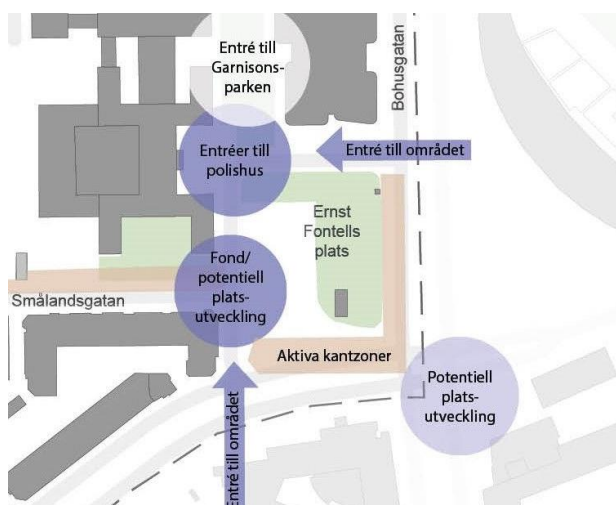 Entré till
Garnisons-
parken
Bohusgatan
Entréer till
polishus
Entré till området
Ernst
Fontells
plats
Fond/
potentiell
plats-
utveckling
Smålandsgatan
Aktiva kantzoner
Potentiell
plats-
utveckling
Entré till området